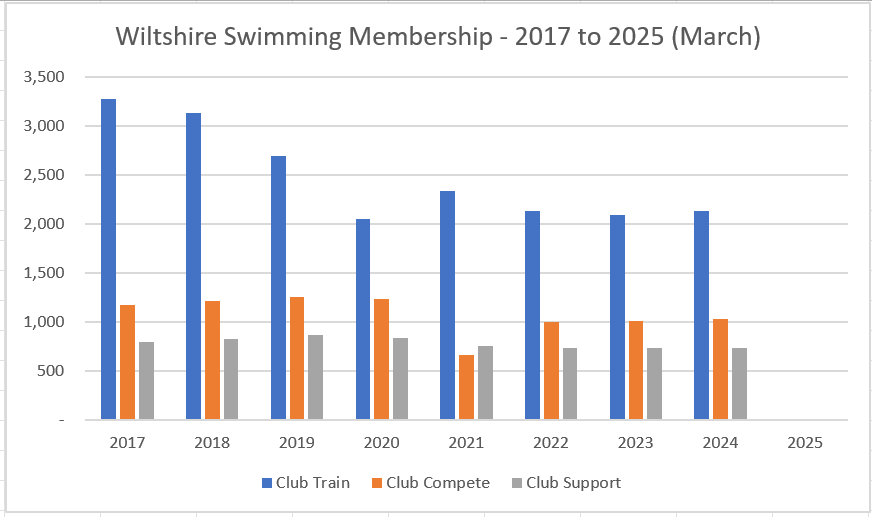 Wiltshire Swimming Membership - 2017 to 2025 (March)
3,500
3,000
2,500
2,000
1,500
1,000
500
-
2017 2018 2019 2020 2021 2022 2023 2024 2025
Club Train Club Compete Club Support